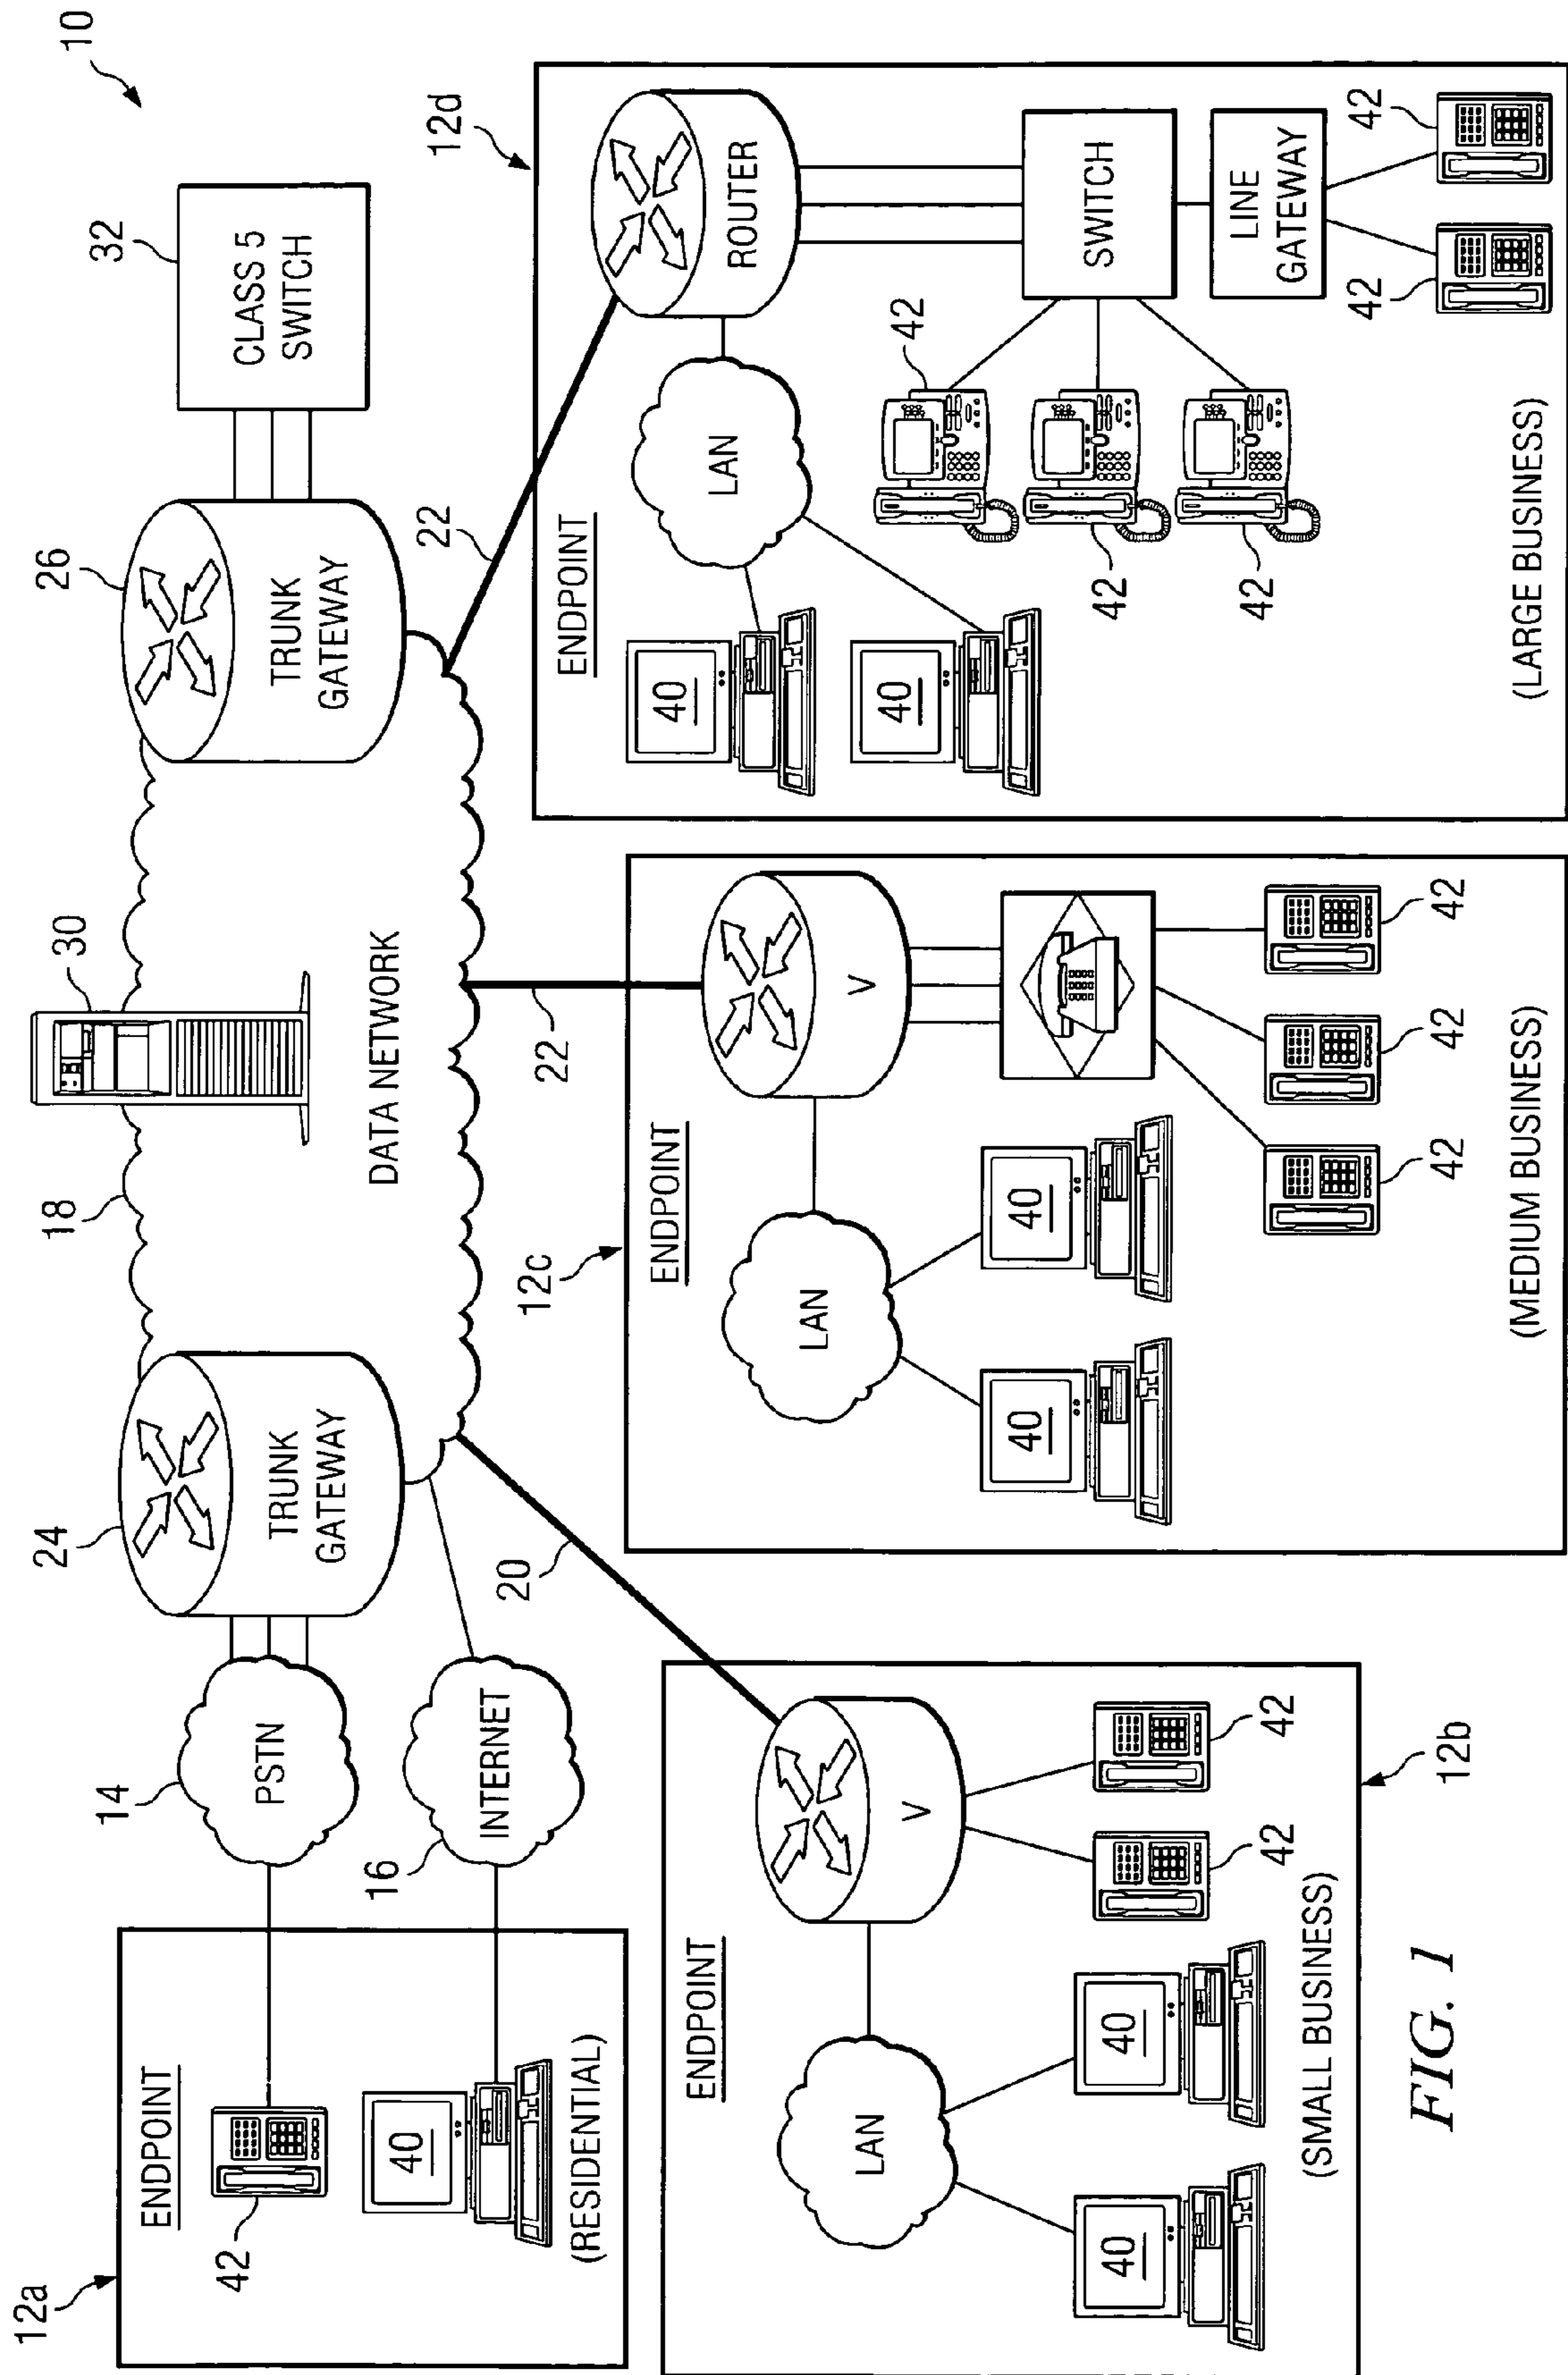 10
32
CLASS 5
SWITCH
26
TRUNK
GATEWAY
30
18
DATA NETWORK
24
TRUNK
GATEWAY
14
PSTN
16
INTERNET
12a
ENDPOINT
42
40
(RESIDENTIAL)
20
22
22
12b
ENDPOINT
V
LAN
40
40
42
42
(SMALL BUSINESS)
12c
ENDPOINT
V
LAN
40
40
42
42
42
(MEDIUM BUSINESS)
12d
ENDPOINT
ROUTER
LAN
40
40
42
42
42
SWITCH
LINE
GATEWAY
42
42
(LARGE BUSINESS)
FIG. 1